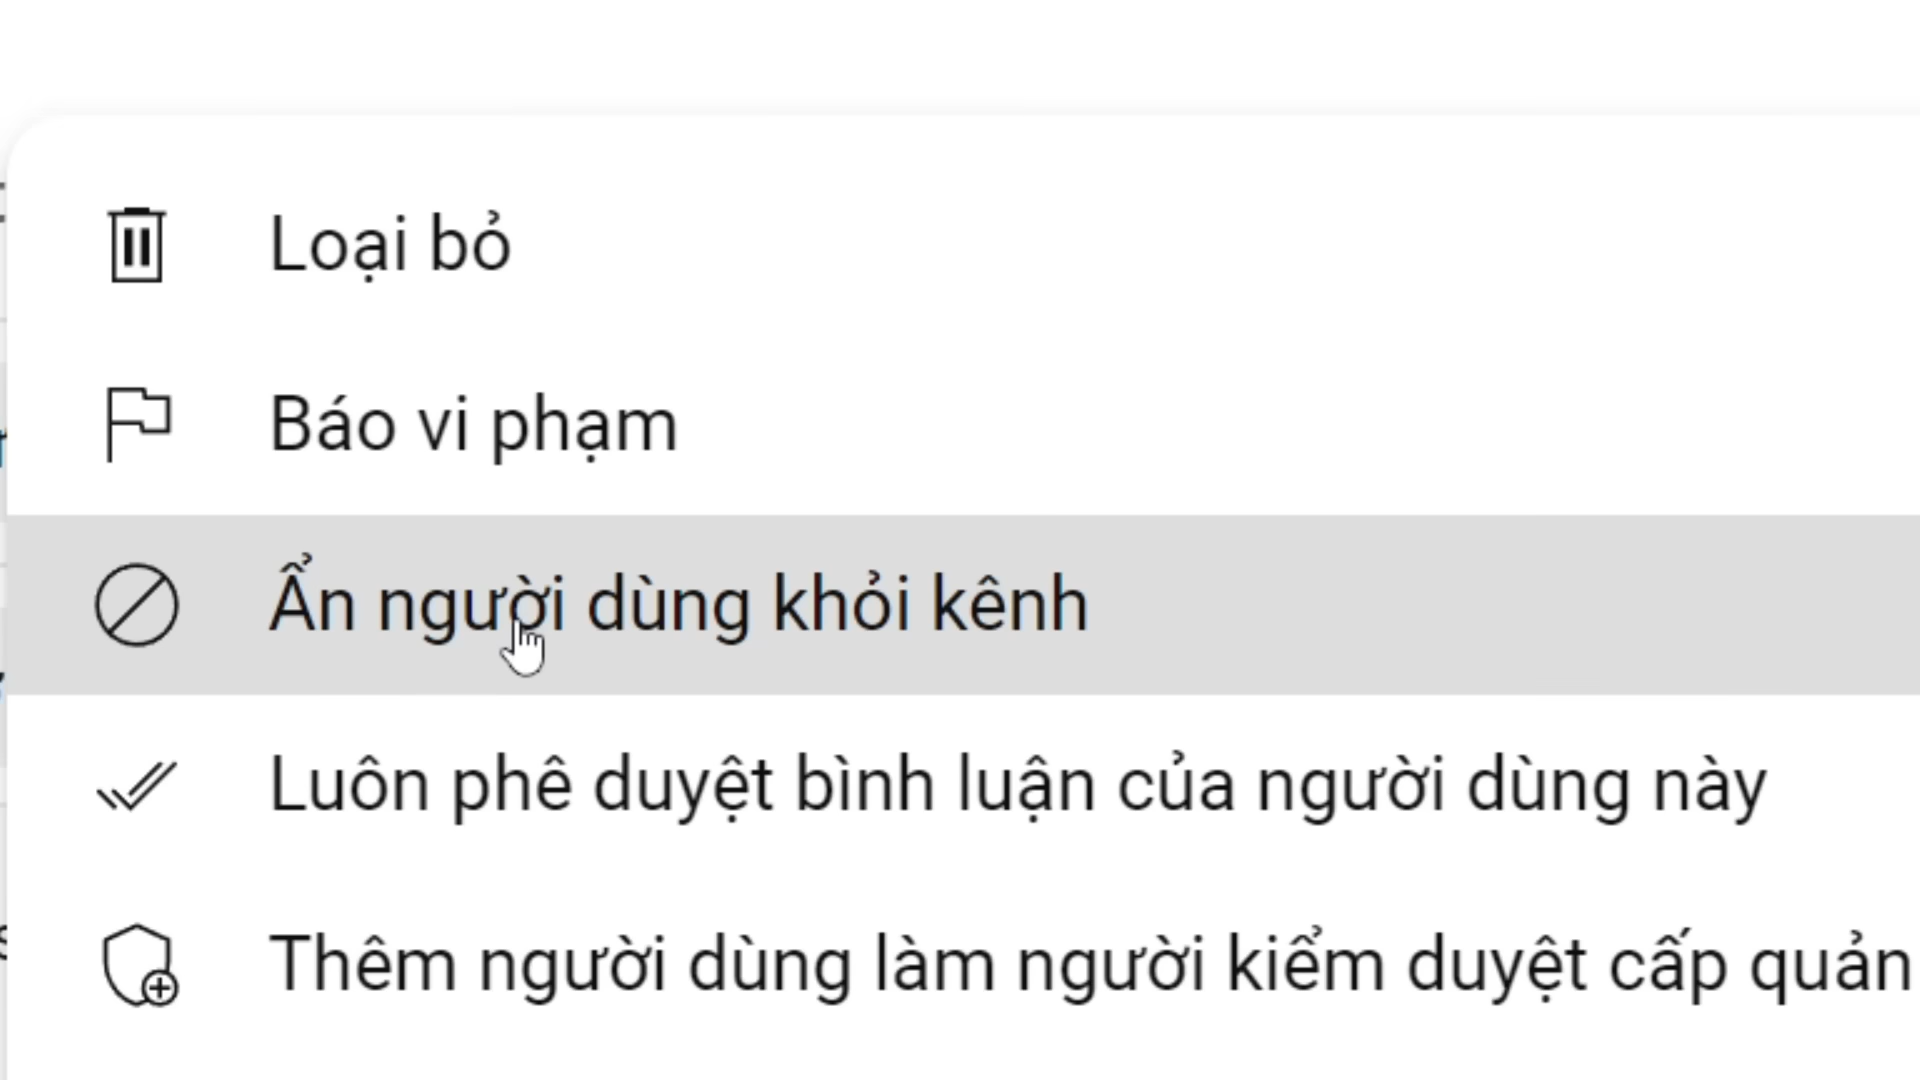 Loại bỏ
Báo vi phạm
Ẩn người dùng khỏi kênh
Luôn phê duyệt bình luận của người dùng này
Thêm người dùng làm người kiểm duyệt cấp quản